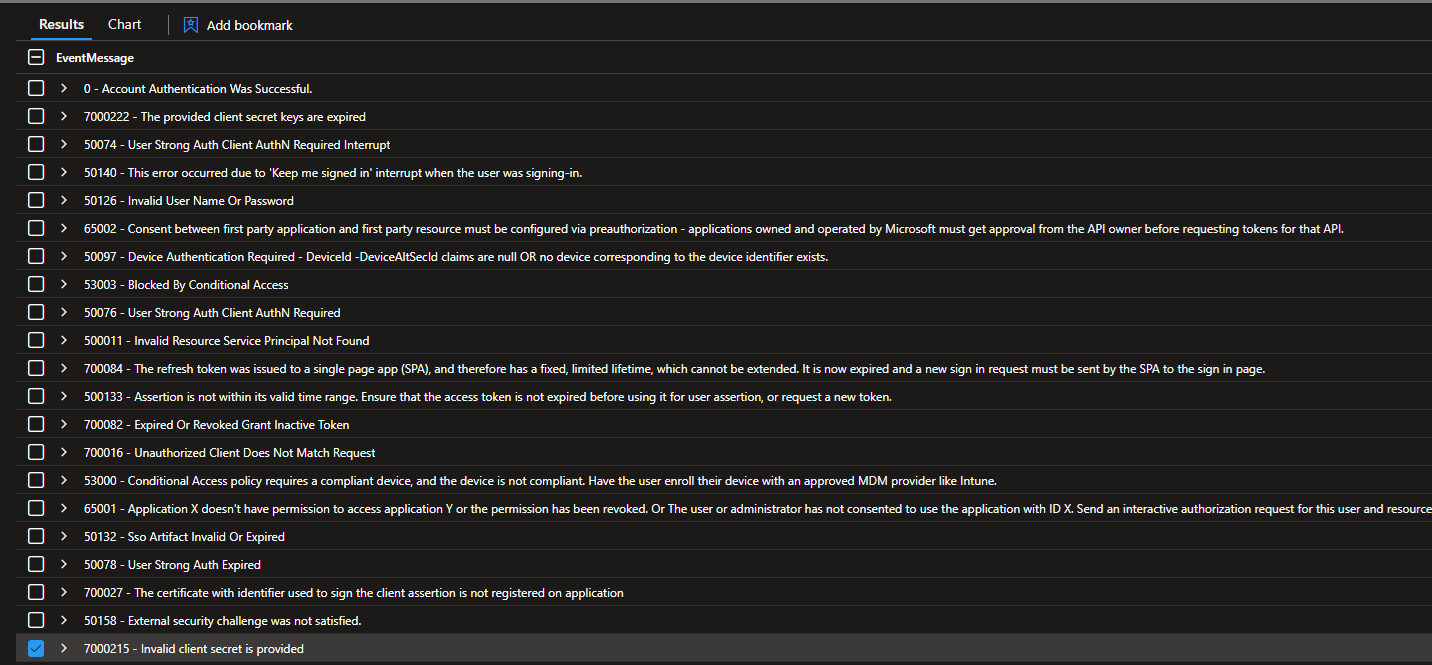 Results Chart Add bookmark
EventMessage
0 - Account Authentication Was Successful.
7000222 - The provided client secret keys are expired
50074 - User Strong Auth Client AuthN Required Interrupt
50140 - This error occurred due to 'Keep me signed in' interrupt when the user was signing-in.
50126 - Invalid User Name Or Password
65002 - Consent between first party application and first party resource must be configured via preauthorization - applications owned and operated by Microsoft must get approval from the API owner before requesting tokens for that API.
50097 - Device Authentication Required - DeviceId -DeviceAltSecId claims are null OR no device corresponding to the device identifier exists.
53003 - Blocked By Conditional Access
50076 - User Strong Auth Client AuthN Required
500011 - Invalid Resource Service Principal Not Found
700084 - The refresh token was issued to a single page app (SPA), and therefore has a fixed, limited lifetime, which cannot be extended. It is now expired and a new sign in request must be sent by the SPA to the sign in page.
500133 - Assertion is not within its valid time range. Ensure that the access token is not expired before using it for user assertion, or request a new token.
700082 - Expired Or Revoked Grant Inactive Token
700016 - Unauthorized Client Does Not Match Request
53000 - Conditional Access policy requires a compliant device, and the device is not compliant. Have the user enroll their device with an approved MDM provider like Intune.
65001 - Application X doesn't have permission to access application Y or the permission has been revoked. Or The user or administrator has not consented to use the application with ID X. Send an interactive authorization request for this user and resource
50132 - Sso Artifact Invalid Or Expired
50078 - User Strong Auth Expired
700027 - The certificate with identifier used to sign the client assertion is not registered on application
50158 - External security challenge was not satisfied.
7000215 - Invalid client secret is provided